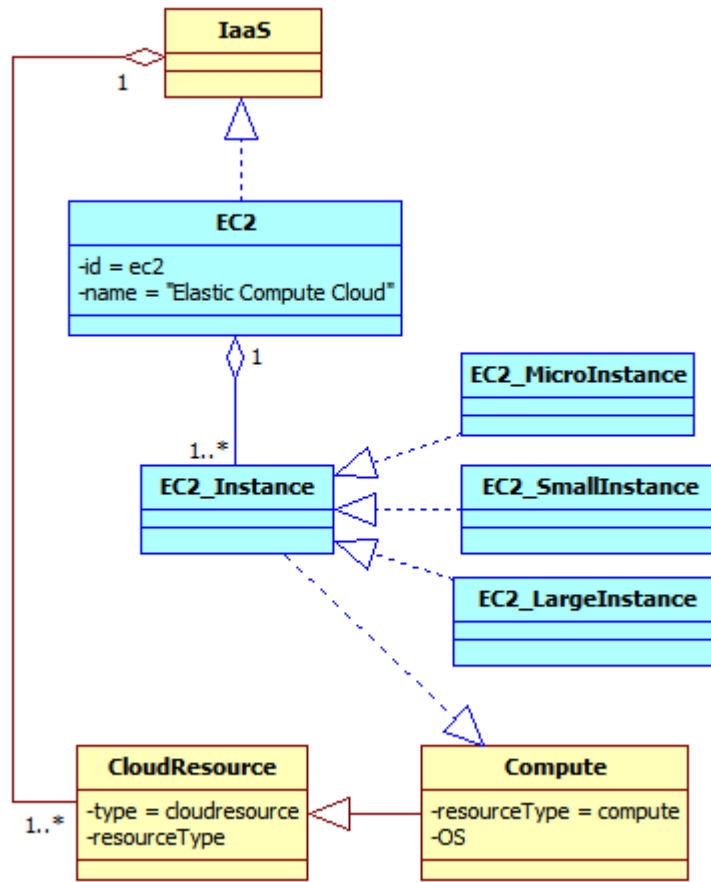 IaaS
1
EC2
-id = ec2
-name = "Elastic Compute Cloud"
1
EC2_MicroInstance
1..*
EC2_Instance
EC2_SmallInstance
EC2_LargeInstance
CloudResource
-type = cloudresource
-resourceType
1..*
Compute
-resourceType = compute
-OS